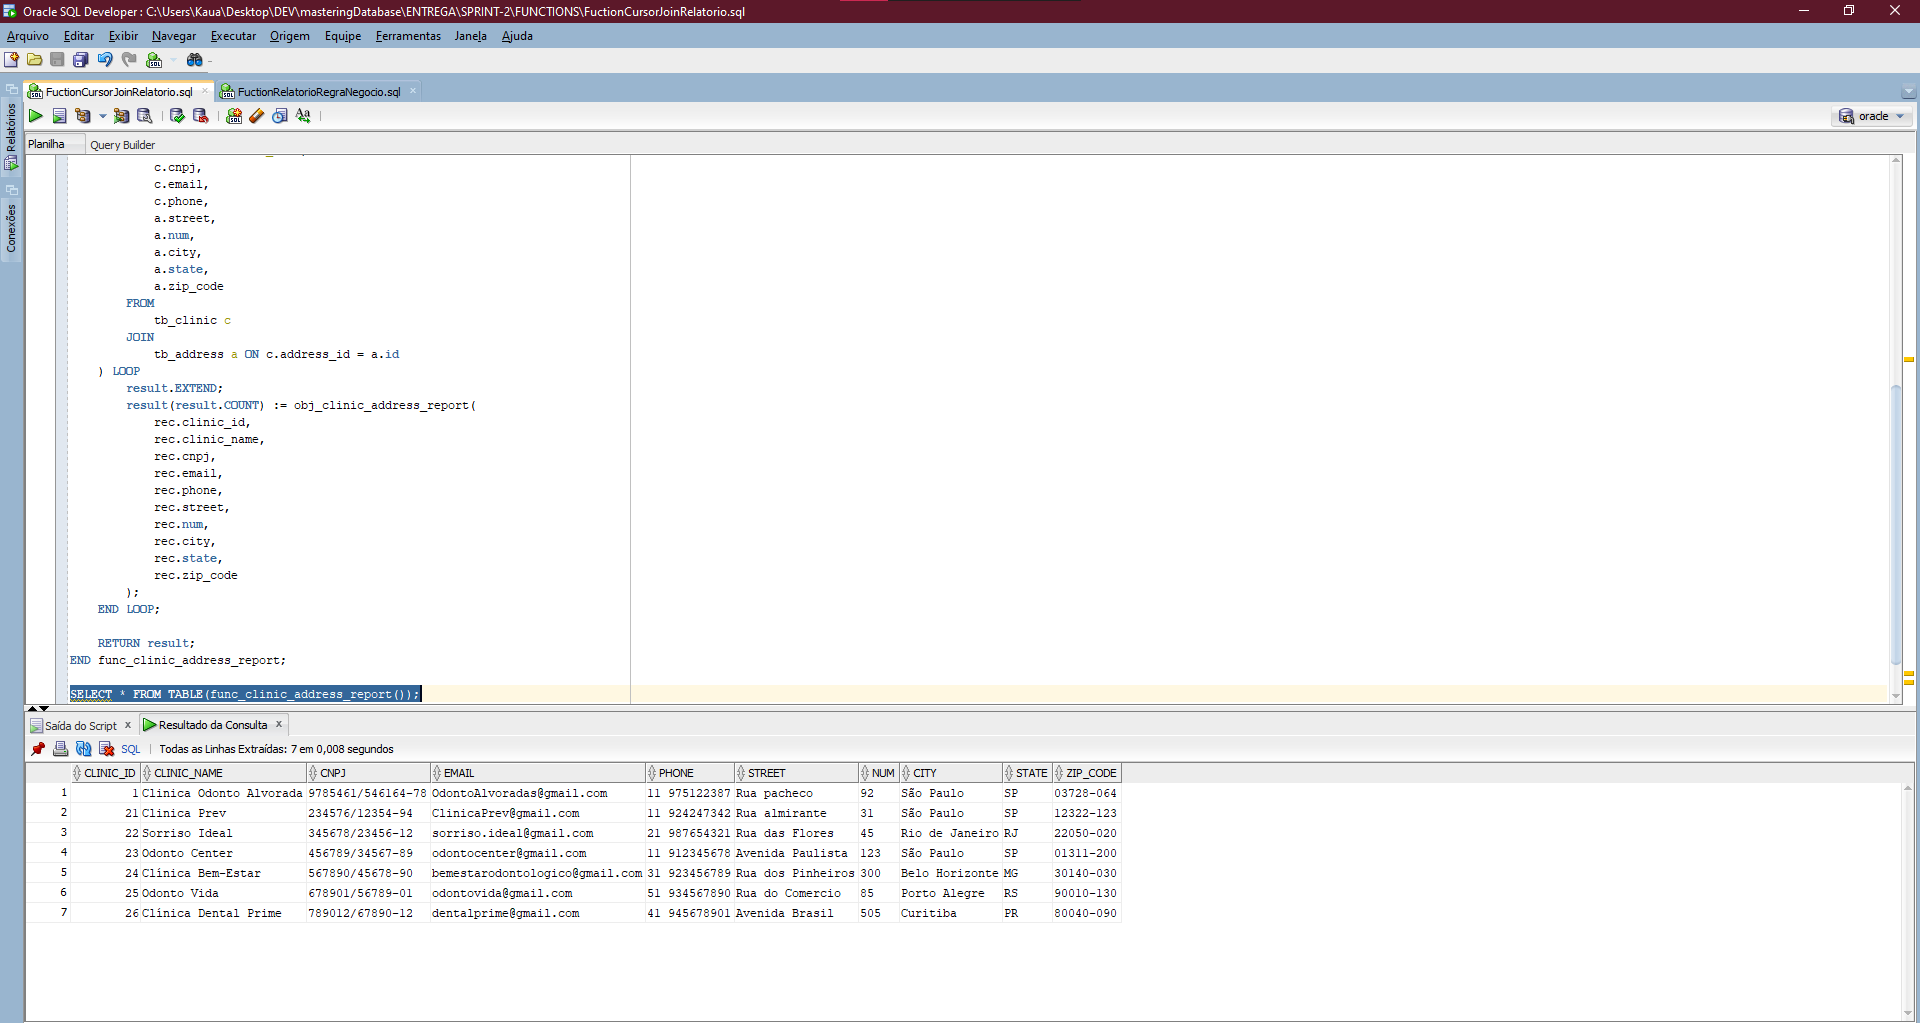 Oracle SQL Developer : C:\Users\Kaua\Desktop\DEV\masteringDatabase\ENTREGA\SPRINT-2\FUNCTIONS\FuctionCursorJoinRelatorio.sql
Arquivo Editar Exibir Navegar Executar Origem Equipe Ferramentas Janela Ajuda
FuctionCursorJoinRelatorio.sql FuctionRelatorioRegraNegocio.sql
Relatórios
Conexões
oracle
Planilha Query Builder
c.cnpj,
c.email,
c.phone,
a.street,
a.num,
a.city,
a.state,
a.zip_code
FROM
tb_clinic c
JOIN
tb_address a ON c.address_id = a.id
) LOOP
result.EXTEND;
result(result.COUNT) := obj_clinic_address_report(
rec.clinic_id,
rec.clinic_name,
rec.cnpj,
rec.email,
rec.phone,
rec.street,
rec.num,
rec.city,
rec.state,
rec.zip_code
);
END LOOP;
RETURN result;
END func_clinic_address_report;
SELECT * FROM TABLE(func_clinic_address_report());
Saída do Script x Resultado da Consulta x
SQL Todas as Linhas Extraídas: 7 em 0,008 segundos
CLINIC_ID CLINIC_NAME CNPJ EMAIL PHONE STREET NUM CITY STATE ZIP_CODE
1 1 Clinica Odonto Alvorada 9785461/546164-78 OdontoAlvoradas@gmail.com 11 975122387 Rua pacheco 92 São Paulo SP 03728-064
2 21 Clinica Prev 234576/12354-94 ClinicaPrev@gmail.com 11 924247342 Rua almirante 31 São Paulo SP 12322-123
3 22 Sorriso Ideal 345678/23456-12 sorriso.ideal@gmail.com 21 987654321 Rua das Flores 45 Rio de Janeiro RJ 22050-020
4 23 Odonto Center 456789/34567-89 odontocenter@gmail.com 11 912345678 Avenida Paulista 123 São Paulo SP 01311-200
5 24 Clínica Bem-Estar 567890/45678-90 bemestarodontologico@gmail.com 31 923456789 Rua dos Pinheiros 300 Belo Horizonte MG 30140-030
6 25 Odonto Vida 678901/56789-01 odontovida@gmail.com 51 934567890 Rua do Comercio 85 Porto Alegre RS 90010-130
7 26 Clínica Dental Prime 789012/67890-12 dentalprime@gmail.com 41 945678901 Avenida Brasil 505 Curitiba PR 80040-090